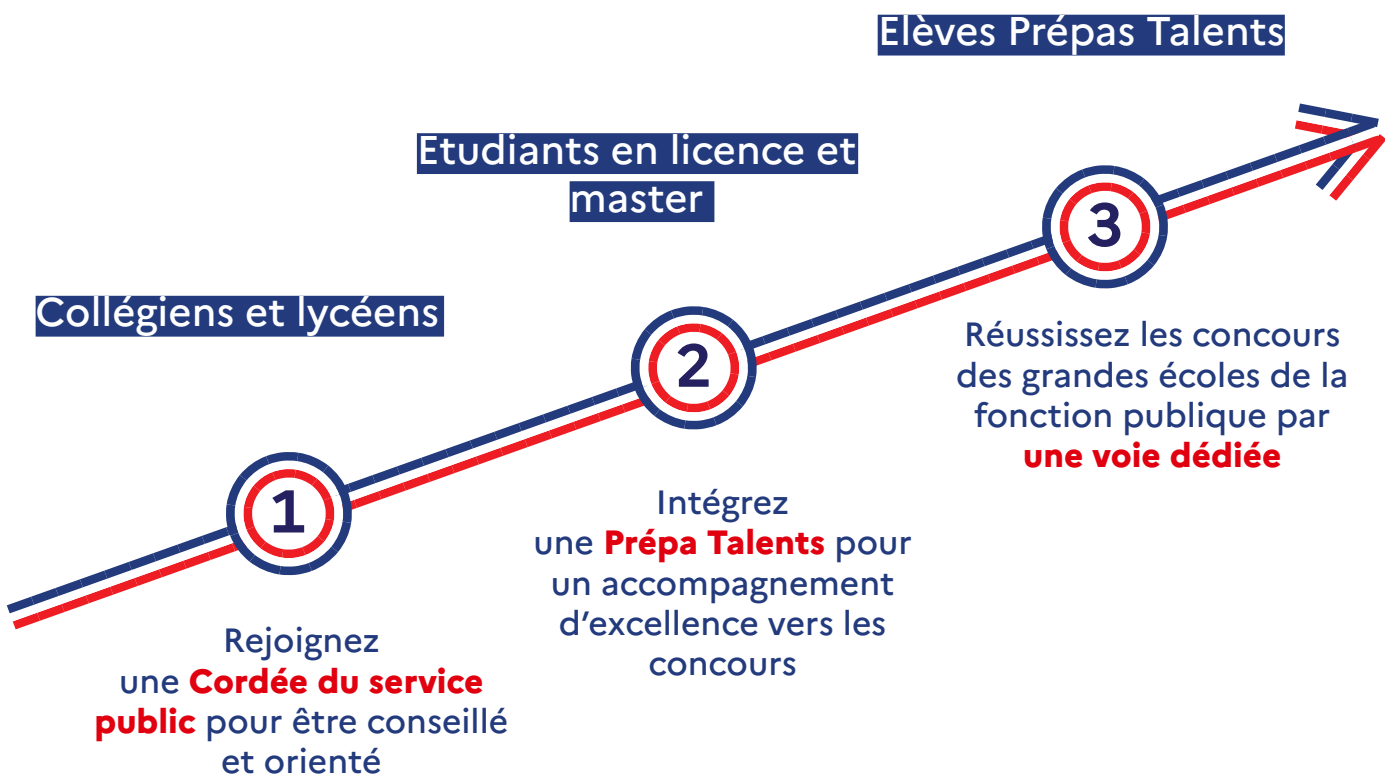 Collégiens et lycéens
1
Rejoignez
une Cordée du service
public pour être conseillé
et orienté
Etudiants en licence et
master
2
Intégrez
une Prépa Talents pour
un accompagnement
d’excellence vers les
concours
Elèves Prépas Talents
3
Réussissez les concours
des grandes écoles de la
fonction publique par
une voie dédiée